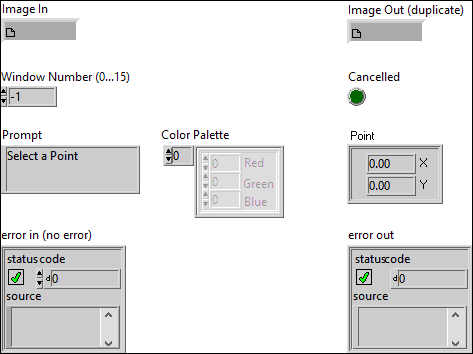 Image In
Image Out (duplicate)
Window Number (0...15)
-1
Cancelled
Prompt
Select a Point
Color Palette
0
0 Red
0 Green
0 Blue
Point
0.00 X
0.00 Y
error in (no error)
status code
d0
source
error out
status code
d0
source